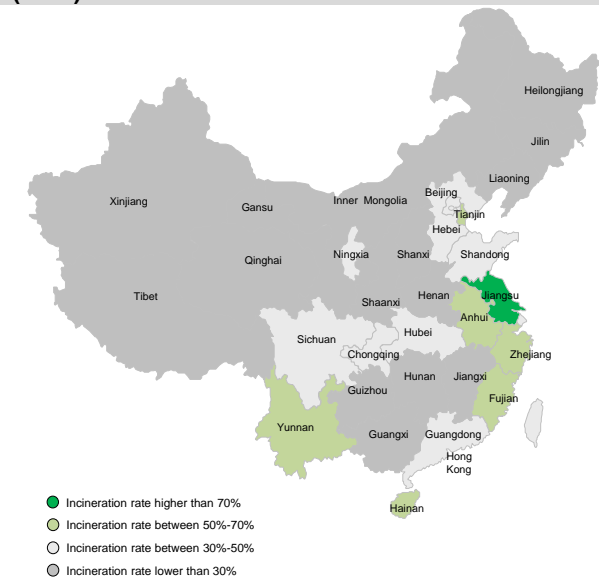 Heilongjiang
Jilin
Liaoning
Beijing
Xinjiang
Gansu
Inner Mongolia
Tianjin
Hebei
Qinghai
Ningxia
Shanxi
Shandong
Tibet
Shaanxi
Henan
Jiangsu
Anhui
Sichuan
Hubei
Chongqing
Zhejiang
Guizhou
Hunan
Jiangxi
Fujian
Yunnan
Guangxi
Guangdong
Hong
Kong
Hainan
Incineration rate higher than 70%
Incineration rate between 50%-70%
Incineration rate between 30%-50%
Incineration rate lower than 30%